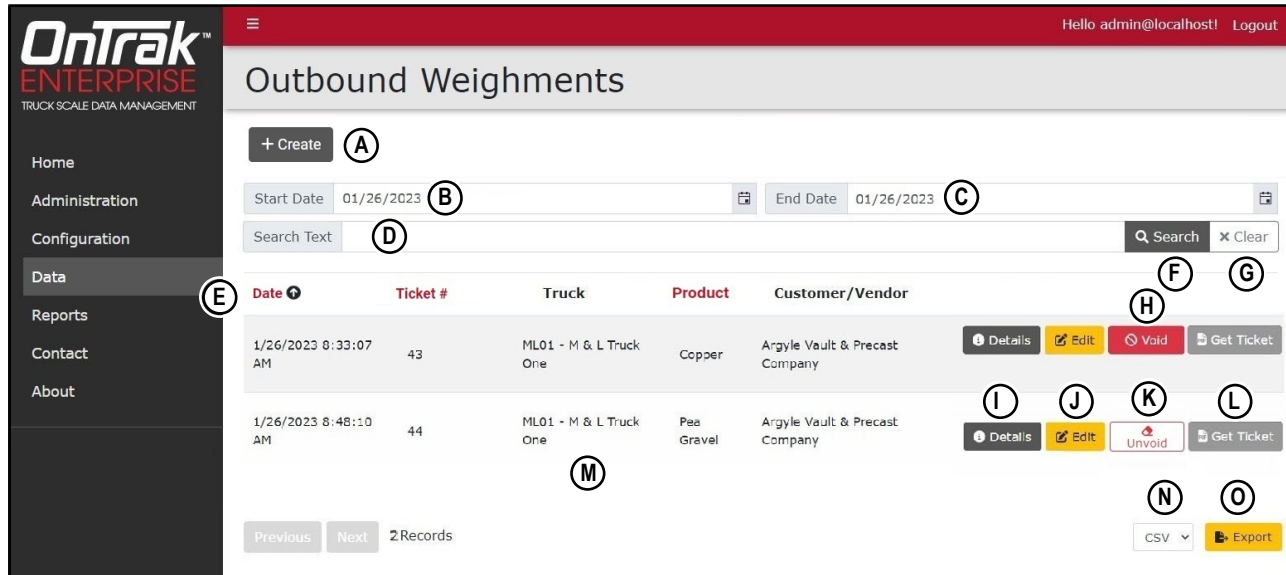 OnTrak™
ENTERPRISE
TRUCK SCALE DATA MANAGEMENT
Home
Administration
Configuration
Data
Reports
Contact
About
Hello admin@localhost! Logout
Outbound Weighments
+ Create A
Start Date 01/26/2023 B End Date 01/26/2023 C
Search Text D Search × Clear
F G
E Date Ticket # Truck Product Customer/Vendor
H
1/26/2023 8:33:07 ML01 - M & L Truck Argyle Vault & Precast Details Edit Void Get Ticket
AM 43 One Copper Company
I J K L
1/26/2023 8:48:10 ML01 - M & L Truck Pea Argyle Vault & Precast
AM 44 One Gravel Company Details Edit Unvoid Get Ticket
M
N O
Previous Next 2 Records CSV Export